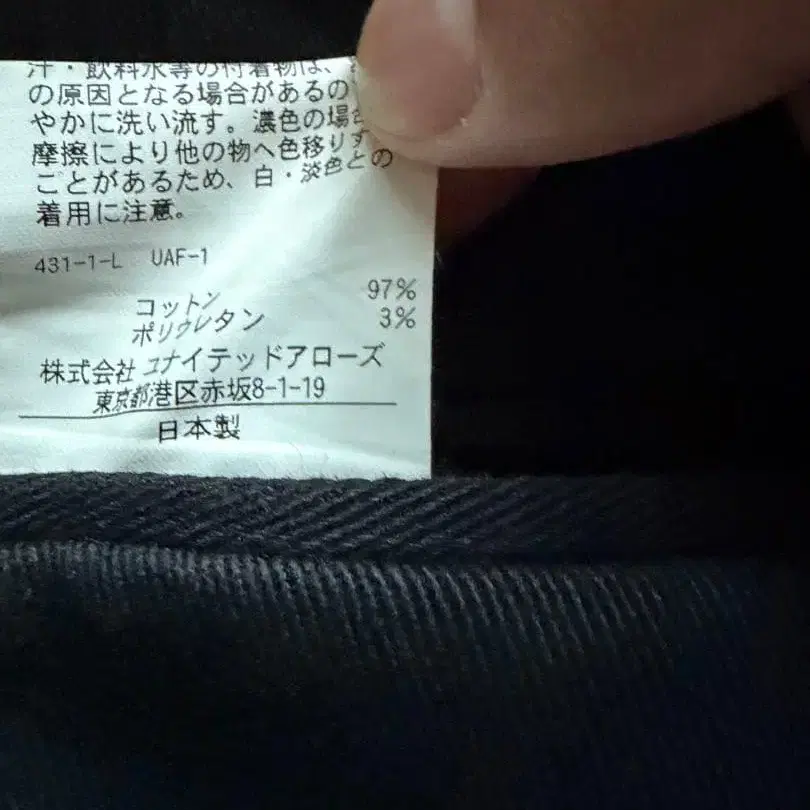 汗・飲料水等の付着物は、
の原因となる場合があるの
やかに洗い流す。濃色の場合
摩擦により他の物へ色移りす
ことがあるため、白・淡色との
着用に注意。
431-1-L UAF-1
コットン 97%
ポリウレタン 3%
株式会社 ユナイテッドアローズ
東京都港区赤坂8-1-19
日本製